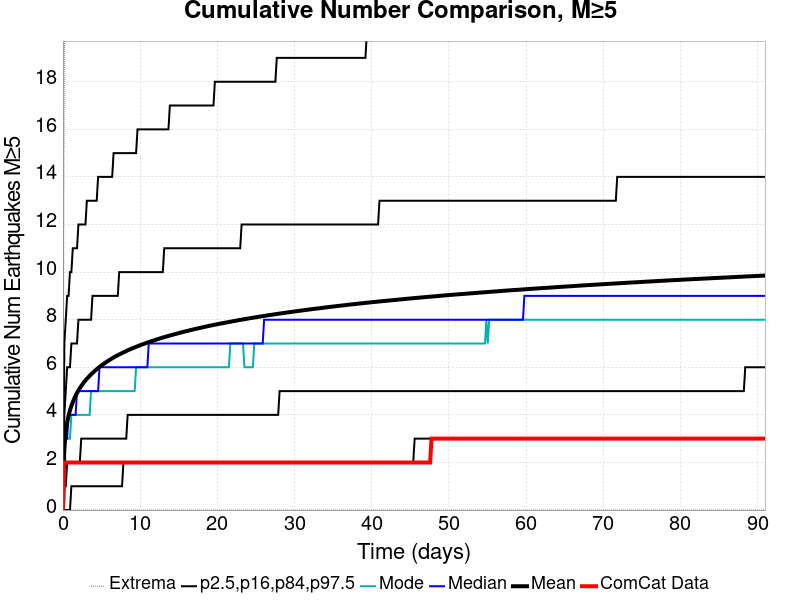 Cumulative Number Comparison, M≥5
Cumulative Num Earthquakes M≥5
18
16
14
12
10
8
6
4
2
0
0 10 20 30 40 50 60 70 80 90
Time (days)
Extrema p2.5,p16,p84,p97.5 Mode Median Mean ComCat Data